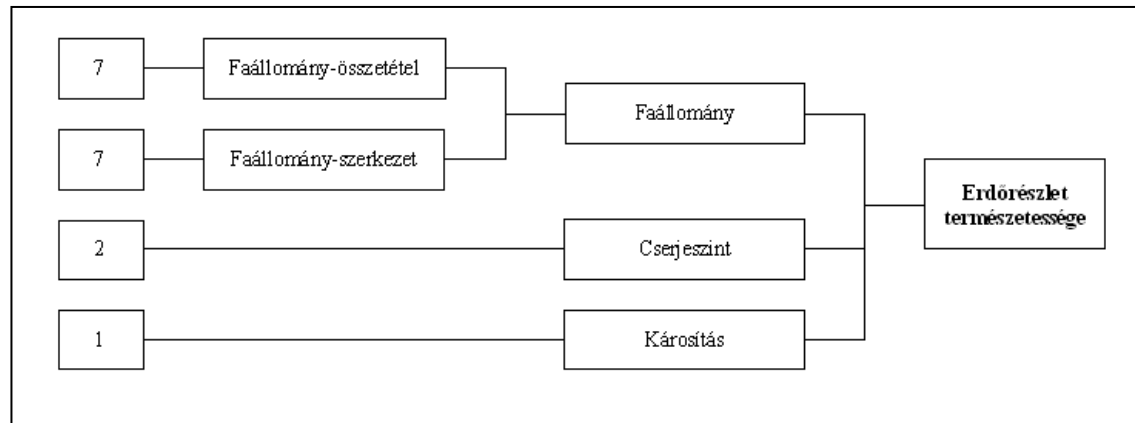 7
Faállomány-összetétel
7
Faállomány-szerkezet
Faállomány
Erdőrészlet
természetessége
2
Cserjeszint
1
Károsítás